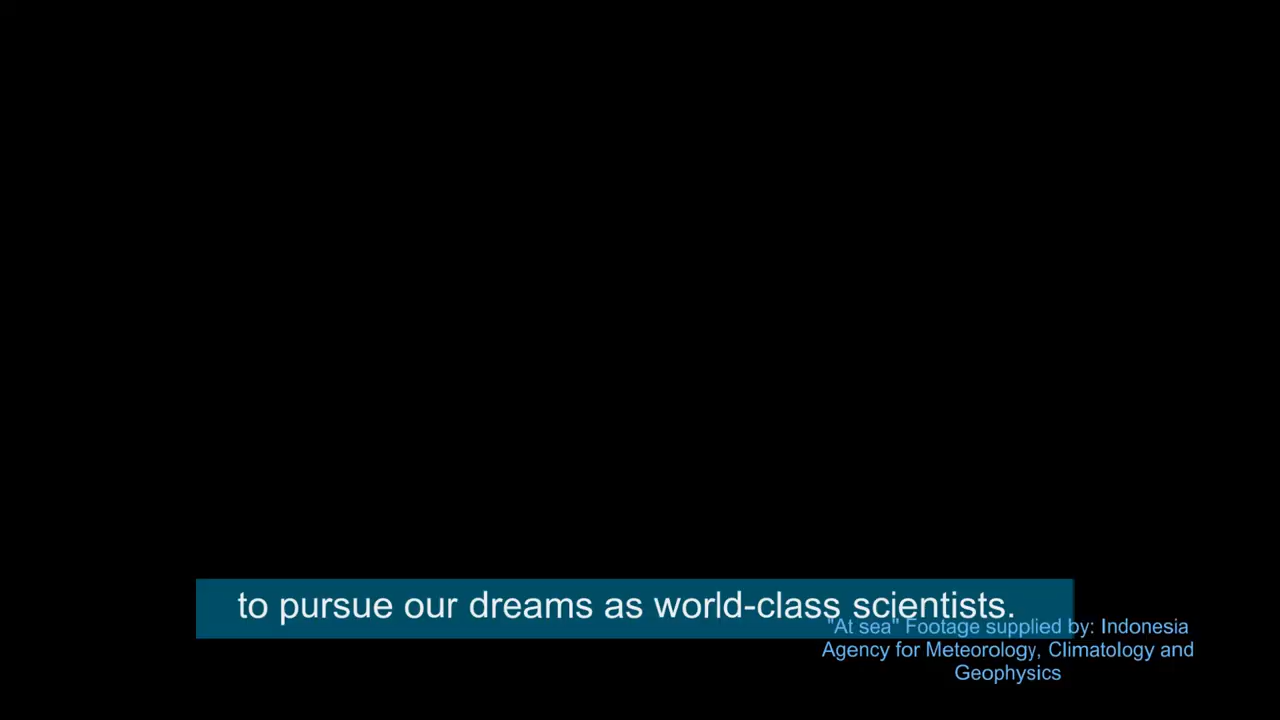 to pursue our dreams as world-class scientists.
"At sea" Footage supplied by: Indonesia
Agency for Meteorology, Climatology and
Geophysics